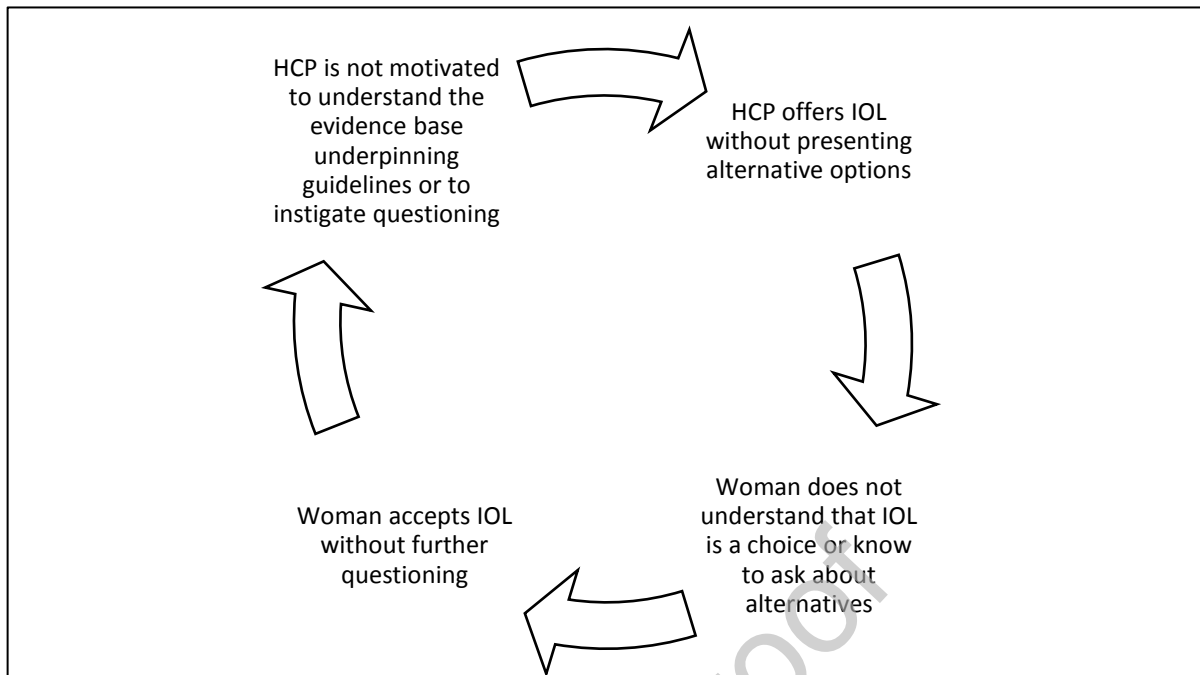 HCP is not motivated
to understand the
evidence base
underpinning
guidelines or to
instigate questioning
HCP offers IOL
without presenting
alternative options
Woman does not
understand that IOL
is a choice or know
to ask about
alternatives
Woman accepts IOL
without further
questioning
roof